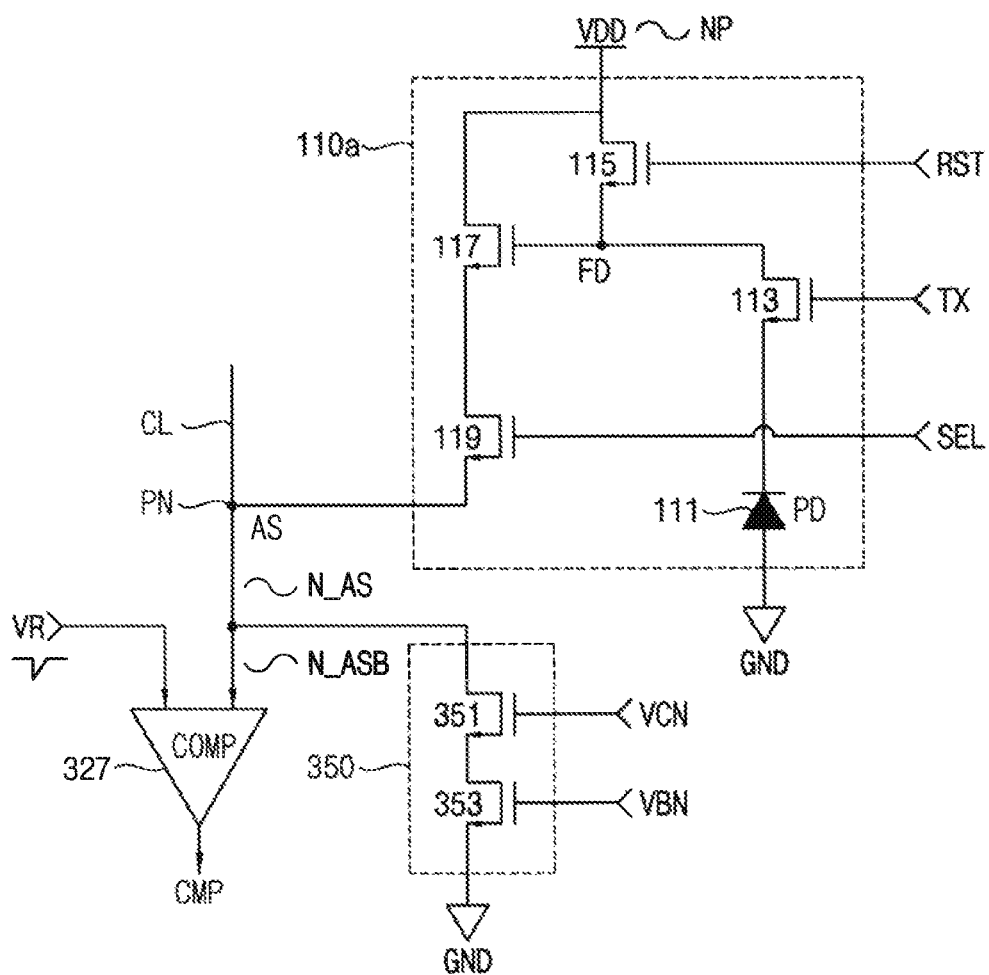 VDD NP
110a
115
RST
117
FD
113
TX
CL
119
SEL
PN
AS
111
PD
N_AS
VR
N_ASB
GND
351
VCN
COMP
327
350
353
VBN
CMP
GND